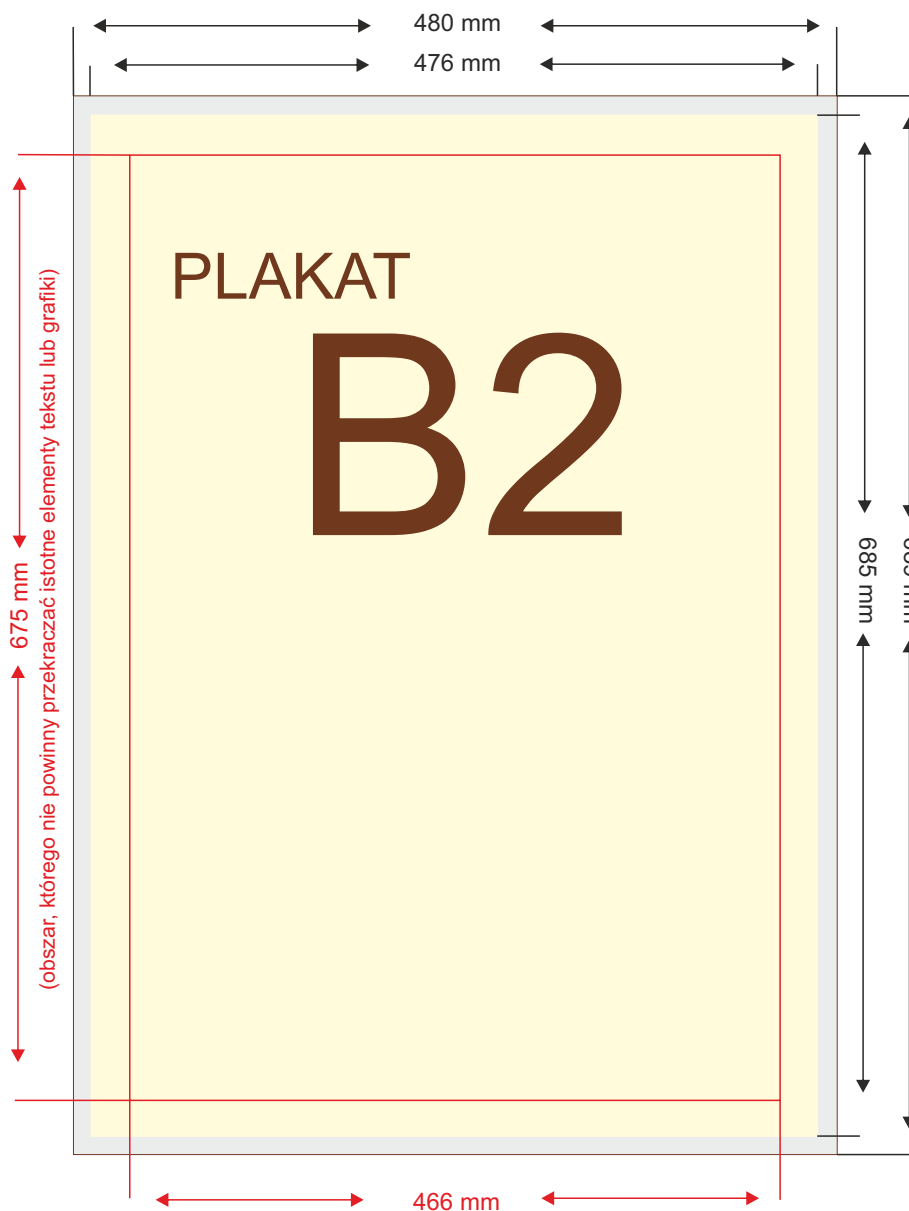 480 mm
476 mm
PLAKAT
B2
675 mm
(obszar, którego nie powinny przekraczać istotne elementy tekstu lub grafiki)
685 mm
466 mm